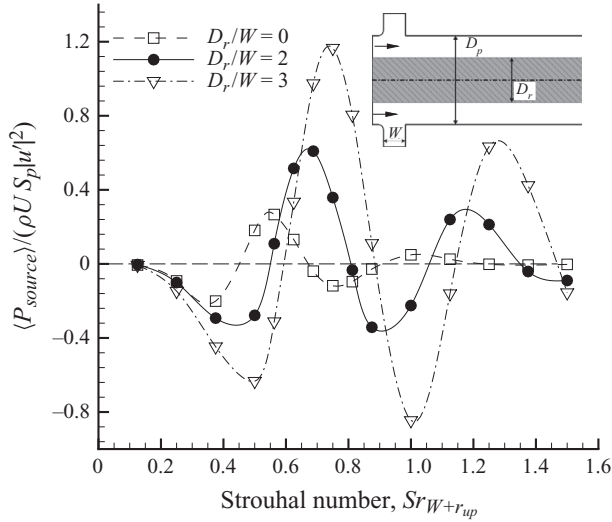 D_r/W = 0
D_r/W = 2
D_r/W = 3
D_p
D_r
W
⟨P_source⟩/(ρU S_p|u′|²)
1.2
0.8
0.4
0
−0.4
−0.8
0 0.2 0.4 0.6 0.8 1.0 1.2 1.4 1.6
Strouhal number, Sr_{W+r_{up}}